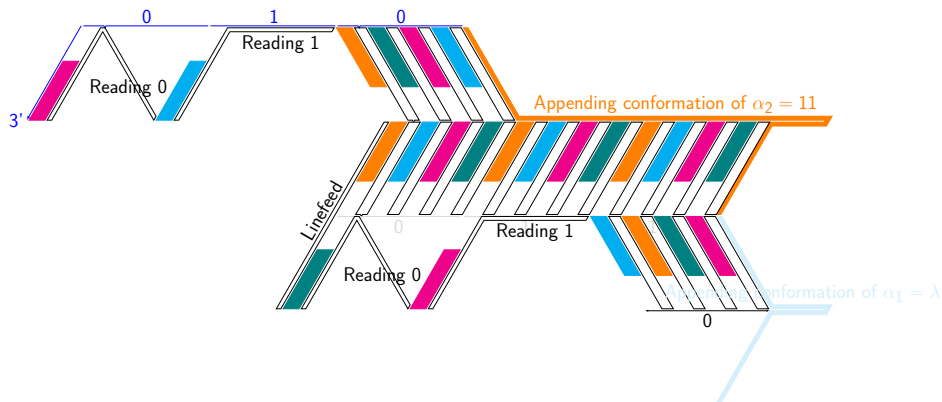 0 1 0
Reading 1
Reading 0
3'
Appending conformation of α₂ = 11
Linefeed
0
Reading 1
Reading 0
Appending conformation of α₁ = λ
0